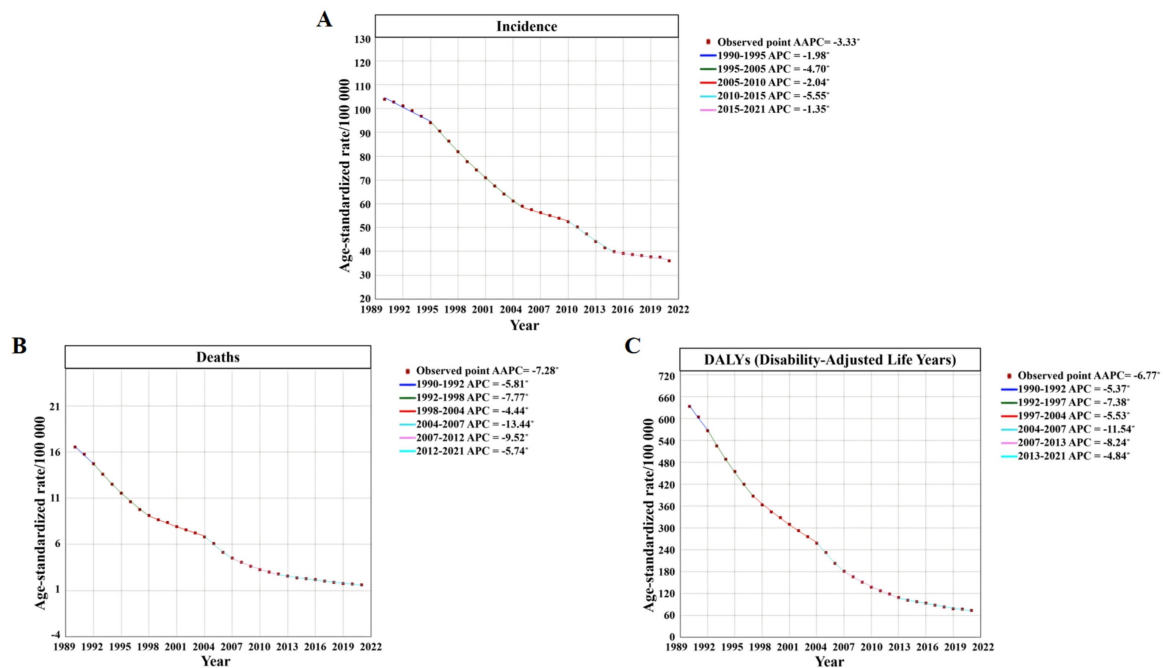 A
Incidence
Age-standardized rate/100 000
130
120
110
100
90
80
70
60
50
40
30
20
1989 1992 1995 1998 2001 2004 2007 2010 2013 2016 2019 2022
Year
Observed point AAPC= -3.33*
1990-1995 APC = -1.98*
1995-2005 APC = -4.70*
2005-2010 APC = -2.04*
2010-2015 APC = -5.55*
2015-2021 APC = -1.35*
B
Deaths
Age-standardized rate/100 000
21
16
11
6
1
-4
1989 1992 1995 1998 2001 2004 2007 2010 2013 2016 2019 2022
Year
Observed point AAPC= -7.28*
1990-1992 APC = -5.81*
1992-1998 APC = -7.77*
1998-2004 APC = -4.44*
2004-2007 APC = -13.44*
2007-2012 APC = -9.52*
2012-2021 APC = -5.74*
C
DALYs (Disability-Adjusted Life Years)
Age-standardized rate/100 000
720
660
600
540
480
420
360
300
240
180
120
60
0
1989 1992 1995 1998 2001 2004 2007 2010 2013 2016 2019 2022
Year
Observed point AAPC= -6.77*
1990-1992 APC = -5.37*
1992-1997 APC = -7.38*
1997-2004 APC = -5.53*
2004-2007 APC = -11.54*
2007-2013 APC = -8.24*
2013-2021 APC = -4.84*